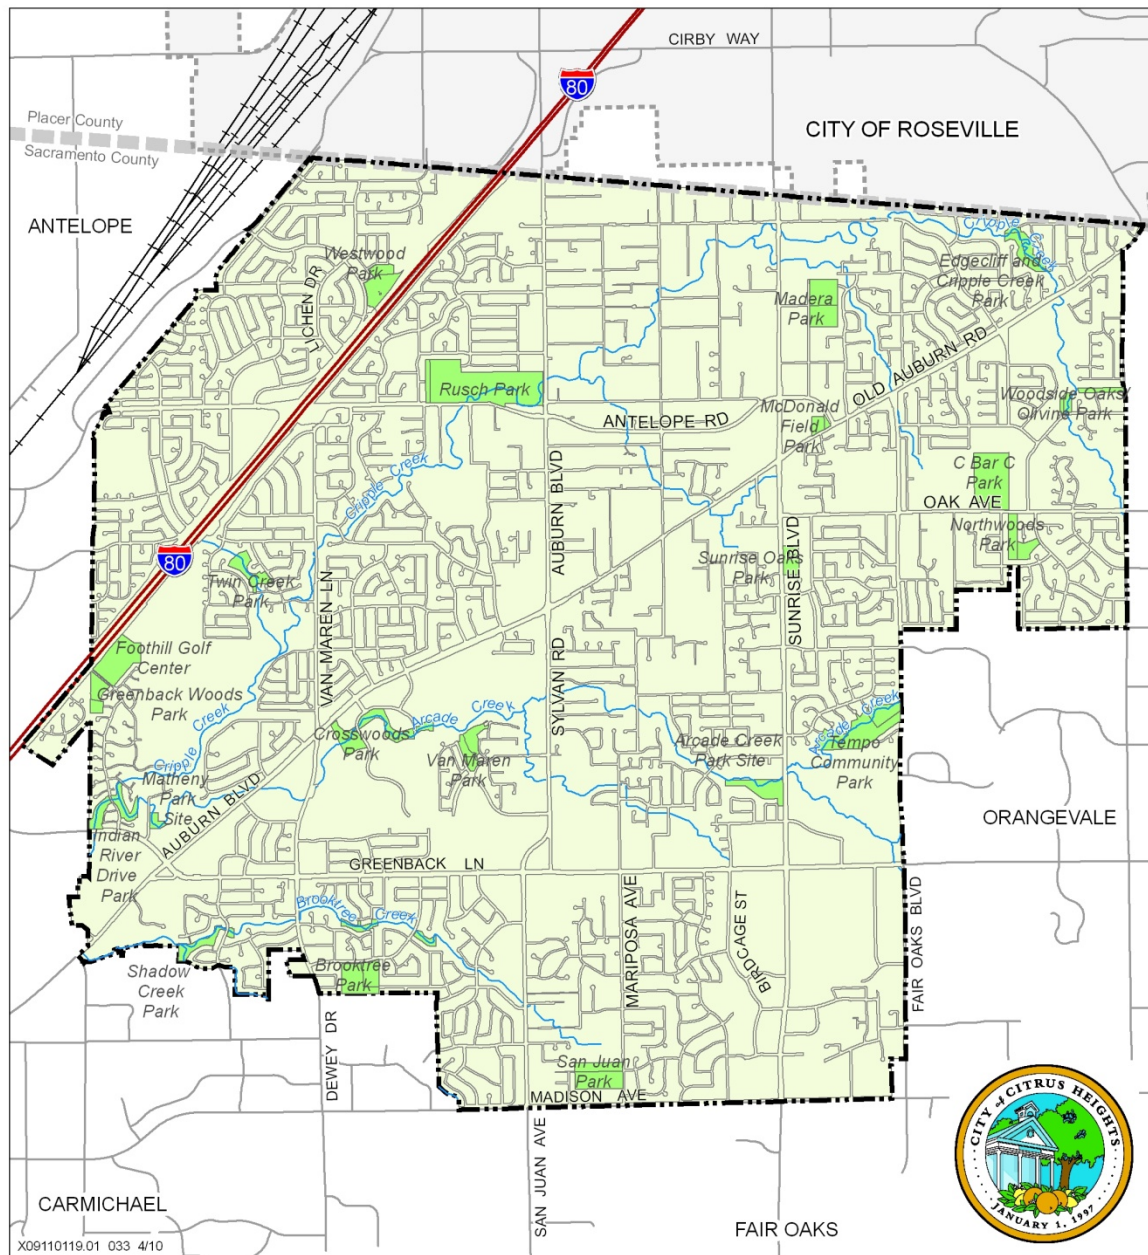 CIRBY WAY
80
Placer County
Sacramento County
CITY OF ROSEVILLE
ANTELOPE
Cripple Creek
Westwood
Park
LICHEN DR
Edgecliff and
Cripple Creek
Park
Madera
Park
Rusch Park
OLD AUBURN RD
Woodside Oaks/
Olivine Park
McDonald
Field
Park
ANTELOPE RD
Cripple Creek
AUBURN BLVD
C Bar C
Park
OAK AVE
Northwoods
Park
80
Twin Creek
Park
VAN MAREN LN
Sunrise Oaks
Park
SUNRISE BLVD
Foothill Golf
Center
Greenback Woods
Park
SYLVAN RD
Arcade Creek
Crosswoods
Park
Van Maren
Park
Arcade Creek
Park Site
Arcade Creek
Tempo
Community
Park
Cripple Creek
Matheny
Park
Site
AUBURN BLVD
Indian
River
Drive
Park
ORANGEVALE
GREENBACK LN
Brooktree Creek
MARIPOSA AVE
BIRDCAGE ST
FAIR OAKS BLVD
Shadow
Creek
Park
Brooktree
Park
DEWEY DR
San Juan
Park
MADISON AVE
SAN JUAN AVE
CITY OF CITRUS HEIGHTS
JANUARY 1, 1997
CARMICHAEL
FAIR OAKS
X09110119.01 033 4/10